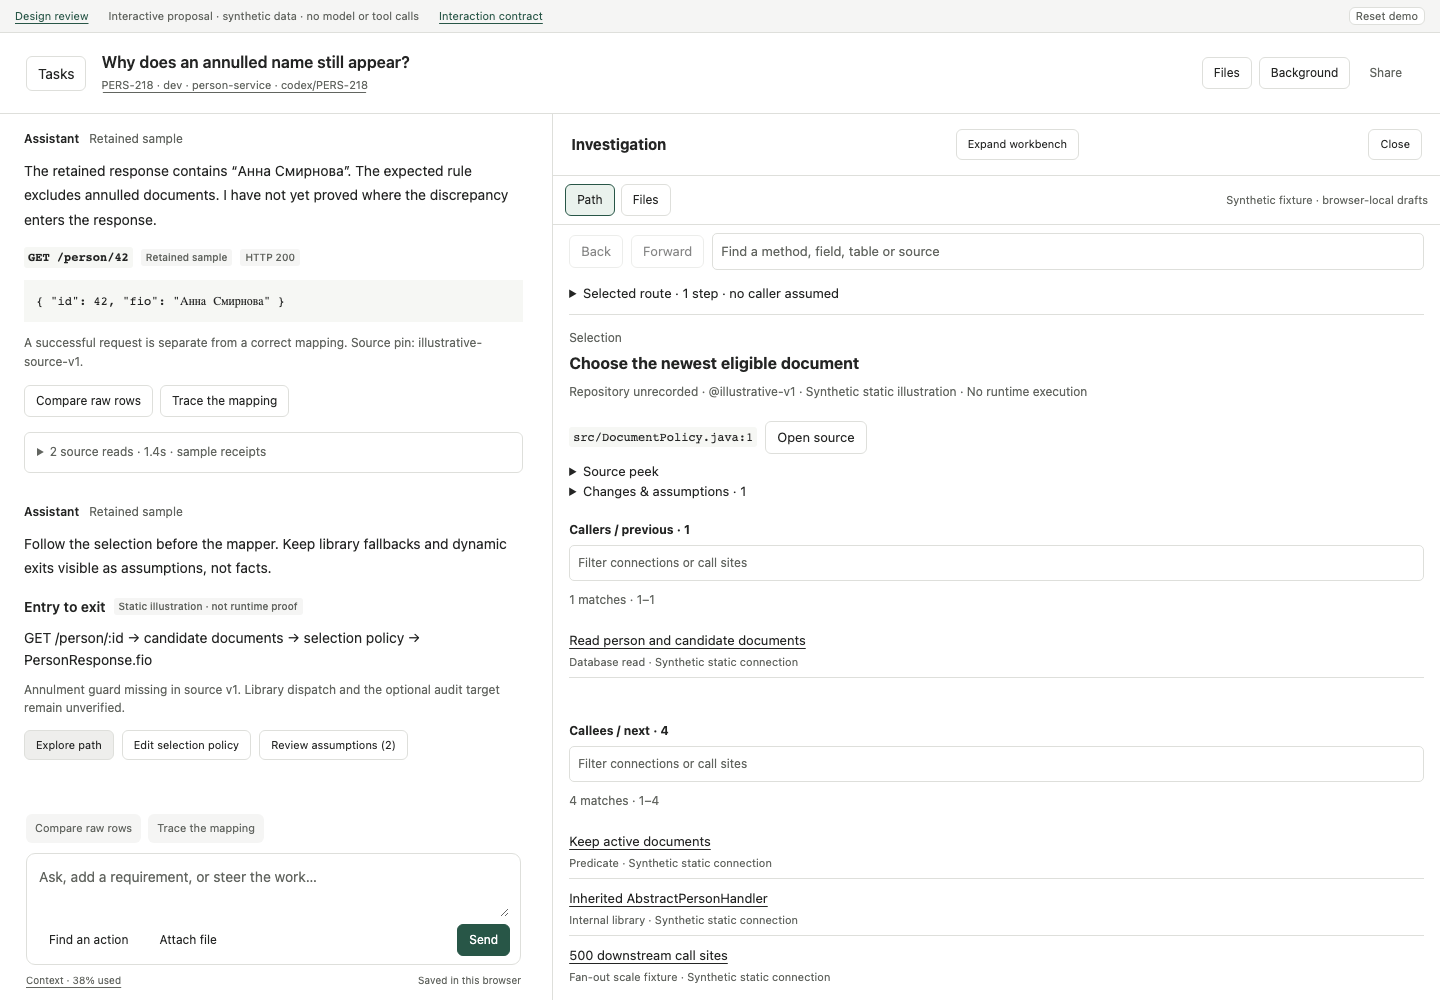 Design review
Interactive proposal · synthetic data · no model or tool calls
Interaction contract
Reset demo
Tasks
Why does an annulled name still appear?
PERS-218 · dev · person-service · codex/PERS-218
Files
Background
Share
Assistant Retained sample
The retained response contains “Анна Смирнова”. The expected rule
excludes annulled documents. I have not yet proved where the discrepancy
enters the response.
GET /person/42 Retained sample HTTP 200
{ "id": 42, "fio": "Анна Смирнова" }
A successful request is separate from a correct mapping. Source pin: illustrative-
source-v1.
Compare raw rows
Trace the mapping
2 source reads · 1.4s · sample receipts
Assistant Retained sample
Follow the selection before the mapper. Keep library fallbacks and dynamic
exits visible as assumptions, not facts.
Entry to exit Static illustration · not runtime proof
GET /person/:id → candidate documents → selection policy →
PersonResponse.fio
Annulment guard missing in source v1. Library dispatch and the optional audit target
remain unverified.
Explore path
Edit selection policy
Review assumptions (2)
Compare raw rows
Trace the mapping
Ask, add a requirement, or steer the work…
Find an action
Attach file
Send
Context · 38% used
Saved in this browser
Investigation
Expand workbench
Close
Path
Files
Synthetic fixture · browser-local drafts
Back
Forward
Find a method, field, table or source
Selected route · 1 step · no caller assumed
Selection
Choose the newest eligible document
Repository unrecorded · @illustrative-v1 · Synthetic static illustration · No runtime execution
src/DocumentPolicy.java:1
Open source
Source peek
Changes & assumptions · 1
Callers / previous · 1
Filter connections or call sites
1 matches · 1–1
Read person and candidate documents
Database read · Synthetic static connection
Callees / next · 4
Filter connections or call sites
4 matches · 1–4
Keep active documents
Predicate · Synthetic static connection
Inherited AbstractPersonHandler
Internal library · Synthetic static connection
500 downstream call sites
Fan-out scale fixture · Synthetic static connection